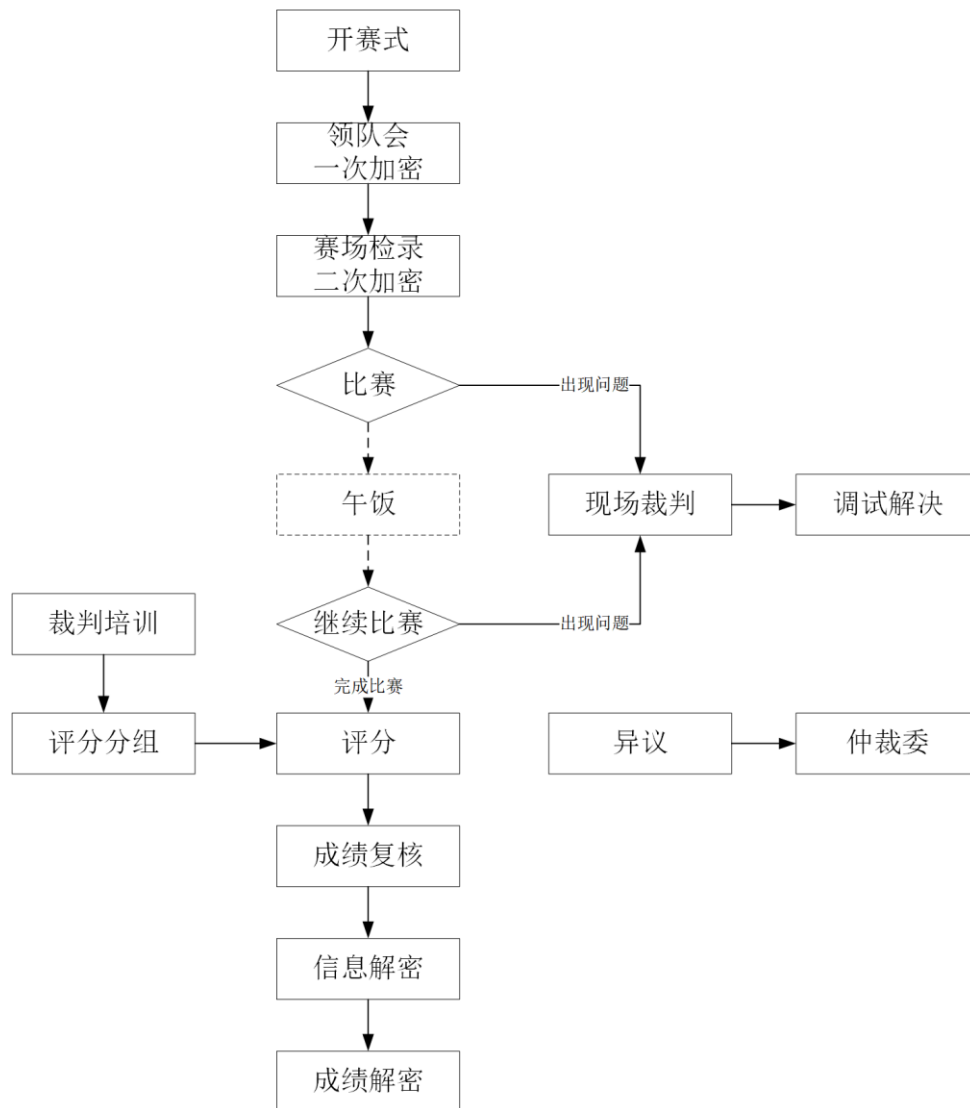 开赛式
领队会
一次加密
赛场检录
二次加密
比赛
出现问题
午饭
现场裁判
调试解决
裁判培训
继续比赛
出现问题
完成比赛
评分分组
评分
异议
仲裁委
成绩复核
信息解密
成绩解密